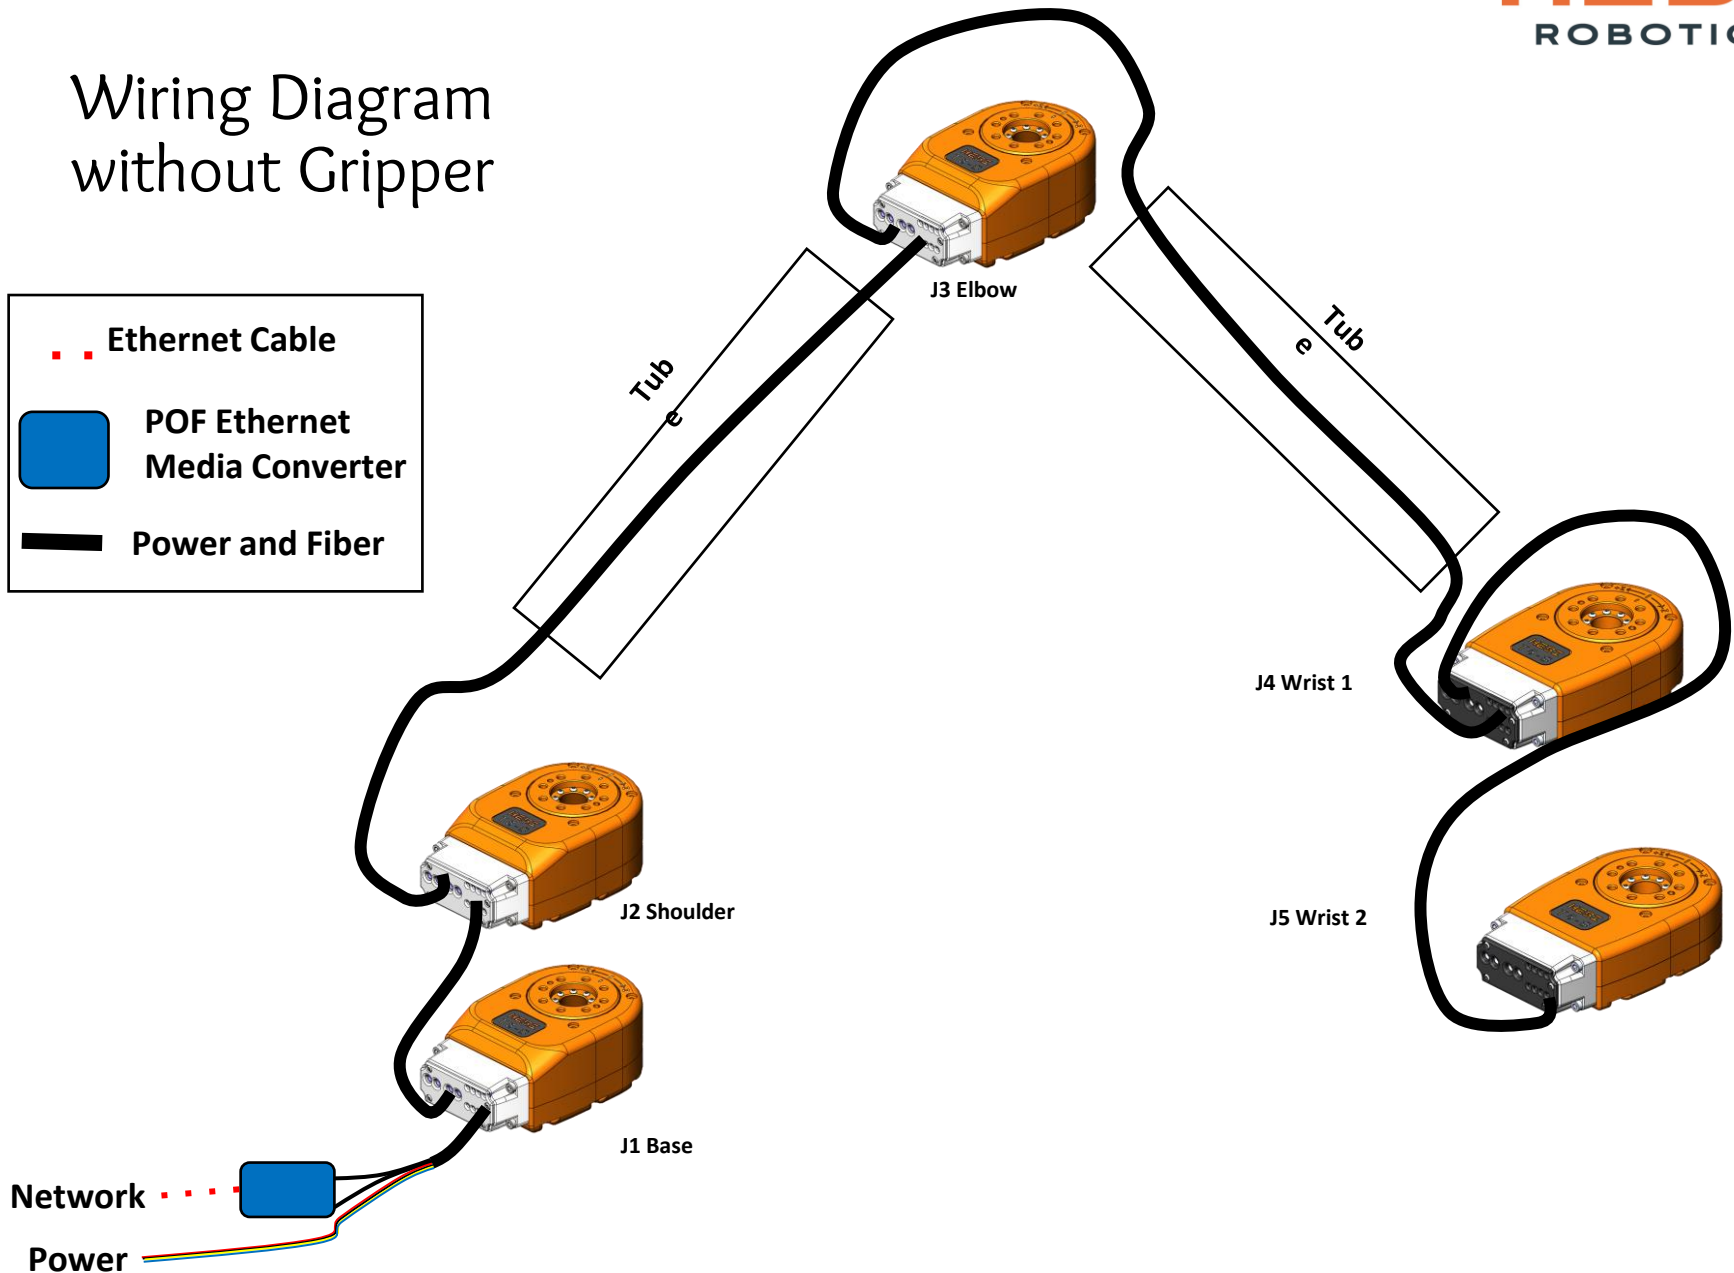 ROBOTIC
Wiring Diagram
without Gripper
J3 Elbow
Ethernet Cable
Tub
e
Tub
e
POF Ethernet
Media Converter
Power and Fiber
J4 Wrist 1
J2 Shoulder
J5 Wrist 2
J1 Base
Network
Power